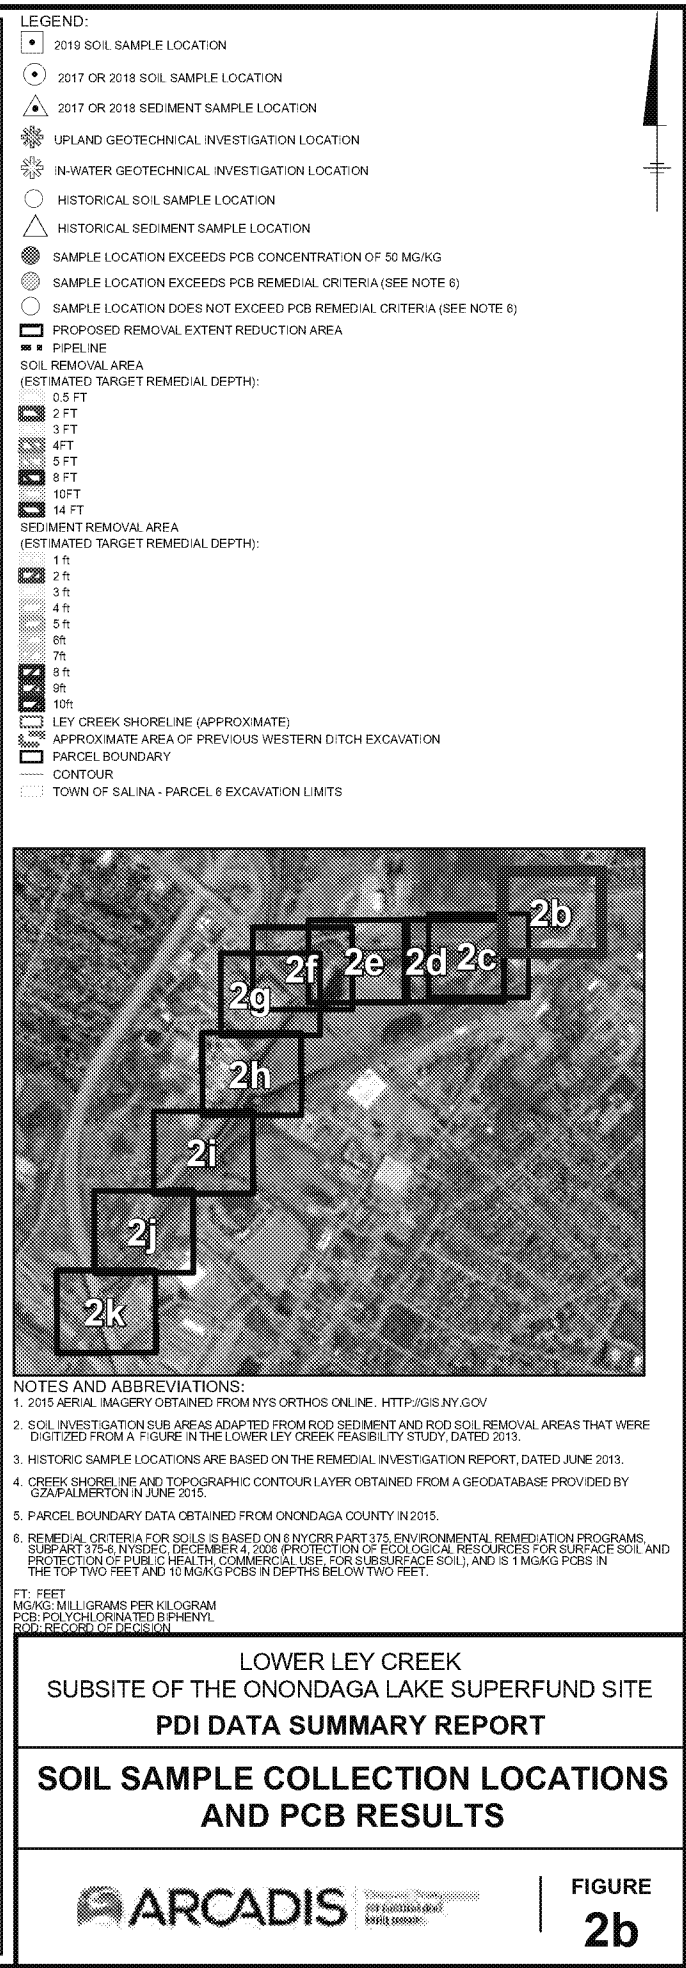 LEGEND:
2019 SOIL SAMPLE LOCATION
2017 OR 2018 SOIL SAMPLE LOCATION
2017 OR 2018 SEDIMENT SAMPLE LOCATION
UPLAND GEOTECHNICAL INVESTIGATION LOCATION
IN-WATER GEOTECHNICAL INVESTIGATION LOCATION
HISTORICAL SOIL SAMPLE LOCATION
HISTORICAL SEDIMENT SAMPLE LOCATION
SAMPLE LOCATION EXCEEDS PCB CONCENTRATION OF 50 MG/KG
SAMPLE LOCATION EXCEEDS PCB REMEDIAL CRITERIA (SEE NOTE 6)
SAMPLE LOCATION DOES NOT EXCEED PCB REMEDIAL CRITERIA (SEE NOTE 6)
PROPOSED REMOVAL EXTENT REDUCTION AREA
PIPELINE
SOIL REMOVAL AREA
(ESTIMATED TARGET REMEDIAL DEPTH):
0.5 FT
2 FT
3 FT
4FT
5 FT
8 FT
10FT
14 FT
SEDIMENT REMOVAL AREA
(ESTIMATED TARGET REMEDIAL DEPTH):
1 ft
2 ft
3 ft
4 ft
5 ft
6ft
7ft
8 ft
9ft
10ft
LEY CREEK SHORELINE (APPROXIMATE)
APPROXIMATE AREA OF PREVIOUS WESTERN DITCH EXCAVATION
PARCEL BOUNDARY
CONTOUR
TOWN OF SALINA - PARCEL 6 EXCAVATION LIMITS
2b
2f 2e 2d 2c
2g
2h
2i
2j
2k
NOTES AND ABBREVIATIONS:
1. 2015 AERIAL IMAGERY OBTAINED FROM NYS ORTHOS ONLINE. HTTP://GIS.NY.GOV
2. SOIL INVESTIGATION SUB AREAS ADAPTED FROM ROD SEDIMENT AND ROD SOIL REMOVAL AREAS THAT WERE
DIGITIZED FROM A FIGURE IN THE LOWER LEY CREEK FEASIBILITY STUDY, DATED 2013.
3. HISTORIC SAMPLE LOCATIONS ARE BASED ON THE REMEDIAL INVESTIGATION REPORT, DATED JUNE 2013.
4. CREEK SHORELINE AND TOPOGRAPHIC CONTOUR LAYER OBTAINED FROM A GEODATABASE PROVIDED BY
GZA/PALMERTON IN JUNE 2015.
5. PARCEL BOUNDARY DATA OBTAINED FROM ONONDAGA COUNTY IN 2015.
6. REMEDIAL CRITERIA FOR SOILS IS BASED ON 6 NYCRR PART 375, ENVIRONMENTAL REMEDIATION PROGRAMS,
SUBPART 375-6, NYSDEC, DECEMBER 4, 2006 (PROTECTION OF ECOLOGICAL RESOURCES FOR SURFACE SOIL AND
PROTECTION OF PUBLIC HEALTH, COMMERCIAL USE, FOR SUBSURFACE SOIL), AND IS 1 MG/KG PCBS IN
THE TOP TWO FEET AND 10 MG/KG PCBS IN DEPTHS BELOW TWO FEET.
FT: FEET
MG/KG: MILLIGRAMS PER KILOGRAM
PCB: POLYCHLORINATED BIPHENYL
ROD: RECORD OF DECISION
LOWER LEY CREEK
SUBSITE OF THE ONONDAGA LAKE SUPERFUND SITE
PDI DATA SUMMARY REPORT
SOIL SAMPLE COLLECTION LOCATIONS
AND PCB RESULTS
ARCADIS
FIGURE
2b